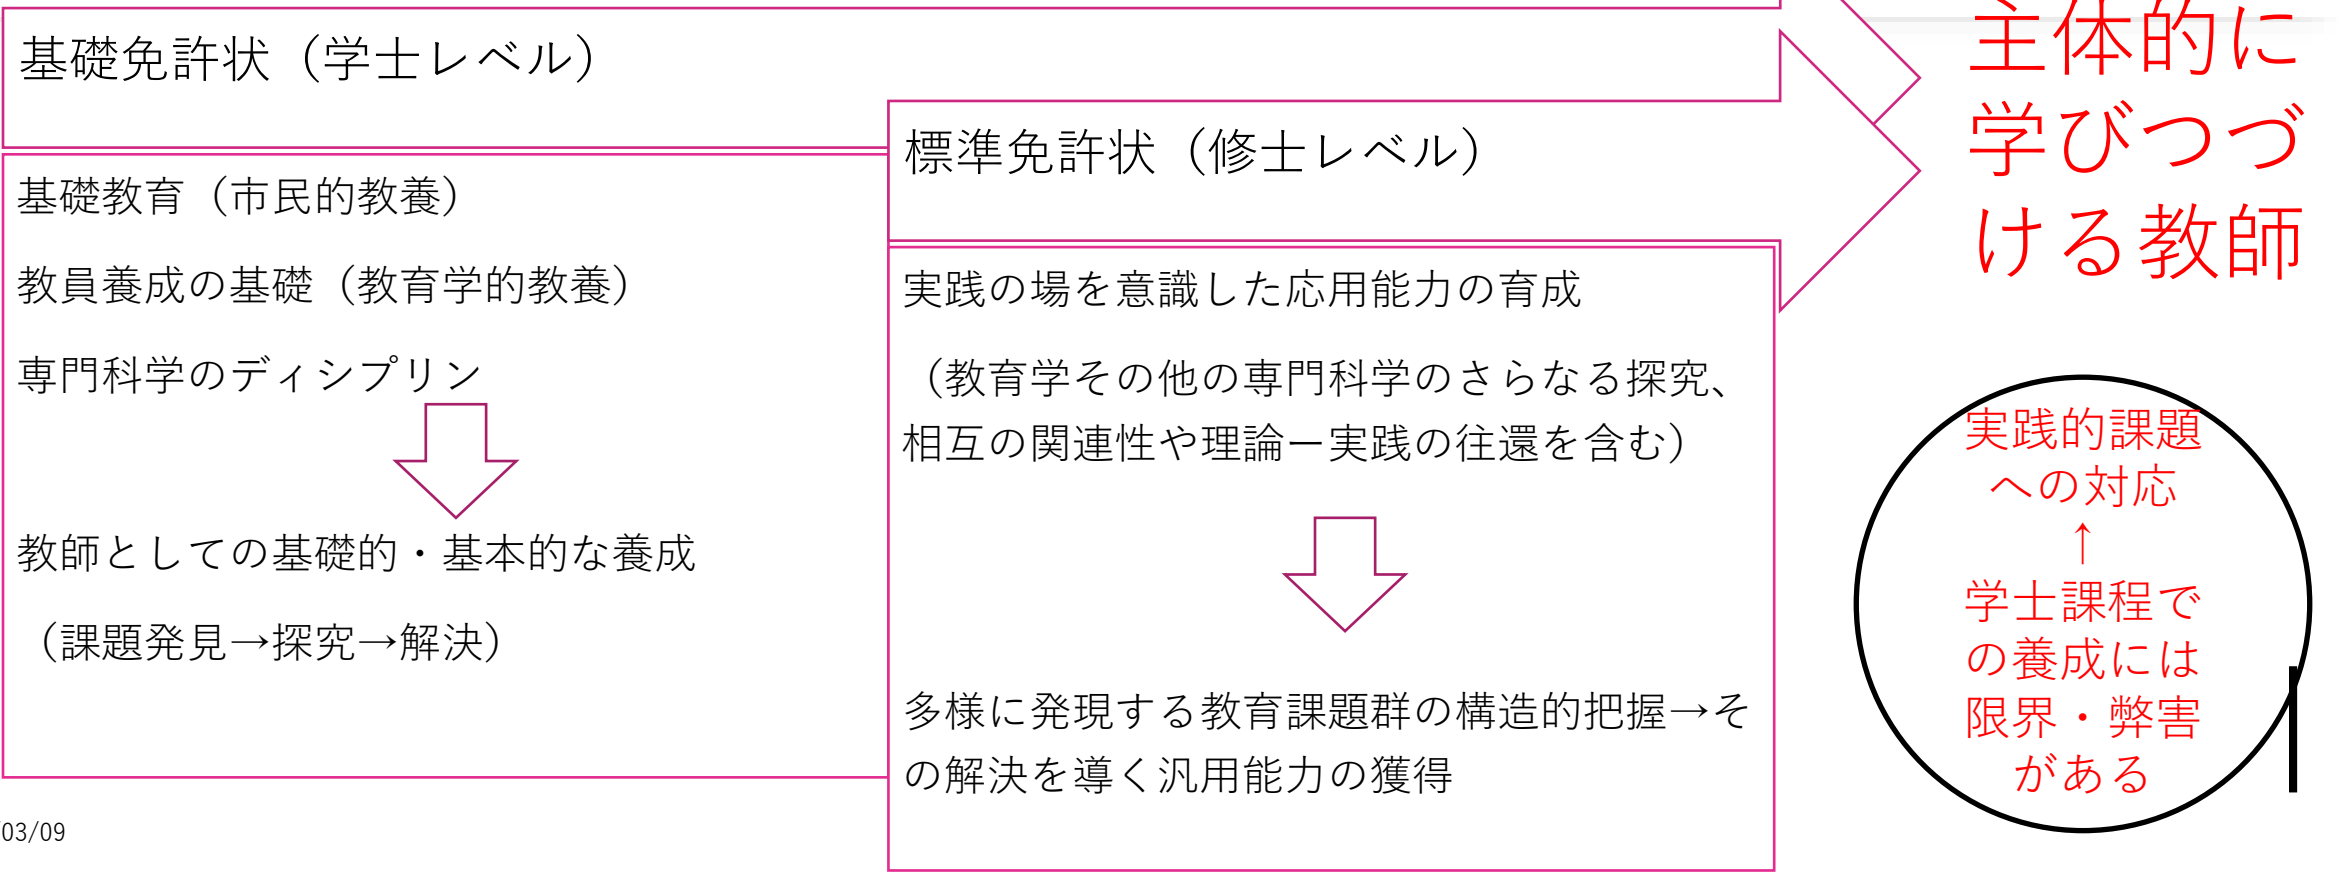 基礎免許状（学士レベル）
基礎教育（市民的教養）
教員養成の基礎（教育学的教養）
専門科学のディシプリン
教師としての基礎的・基本的な養成
（課題発見→探究→解決）
標準免許状（修士レベル）
実践の場を意識した応用能力の育成
（教育学その他の専門科学のさらなる探究、
相互の関連性や理論ー実践の往還を含む）
多様に発現する教育課題群の構造的把握→そ
の解決を導く汎用能力の獲得
主体的に
学びつづ
ける教師
実践的課題
への対応
↑
学士課程で
の養成には
限界・弊害
がある
/03/09